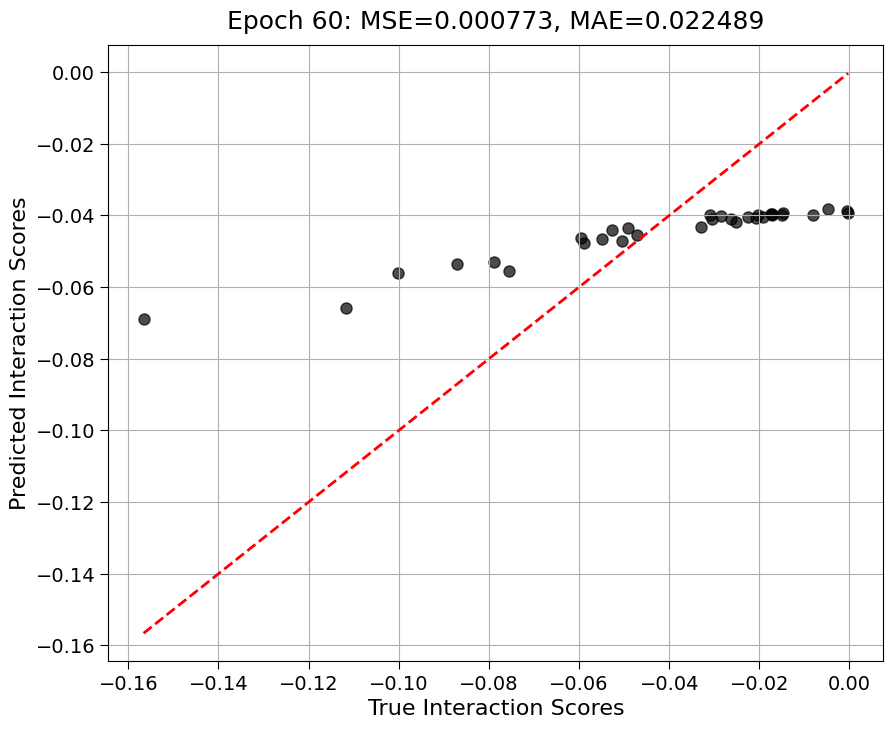 Epoch 60: MSE=0.000773, MAE=0.022489
0.00
−0.02
−0.04
−0.06
−0.08
−0.10
−0.12
−0.14
−0.16
Predicted Interaction Scores
−0.16 −0.14 −0.12 −0.10 −0.08 −0.06 −0.04 −0.02 0.00
True Interaction Scores